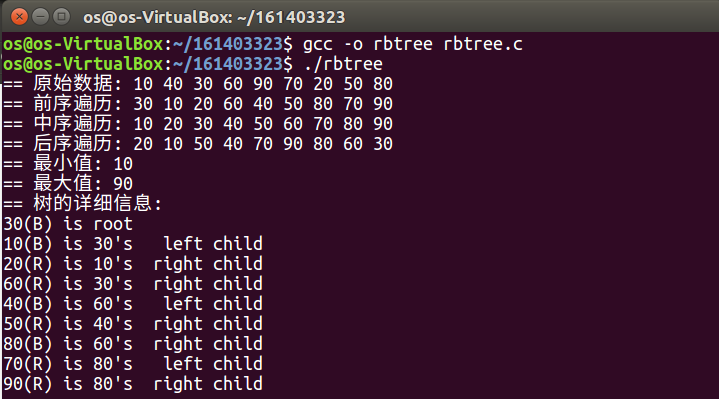 os@os-VirtualBox: ~/161403323
os@os-VirtualBox:~/161403323$ gcc -o rbtree rbtree.c
os@os-VirtualBox:~/161403323$ ./rbtree
== 原始数据: 10 40 30 60 90 70 20 50 80
== 前序遍历: 30 10 20 60 40 50 80 70 90
== 中序遍历: 10 20 30 40 50 60 70 80 90
== 后序遍历: 20 10 50 40 70 90 80 60 30
== 最小值: 10
== 最大值: 90
== 树的详细信息:
30(B) is root
10(B) is 30's   left child
20(R) is 10's  right child
60(R) is 30's  right child
40(B) is 60's   left child
50(R) is 40's  right child
80(B) is 60's  right child
70(R) is 80's   left child
90(R) is 80's  right child